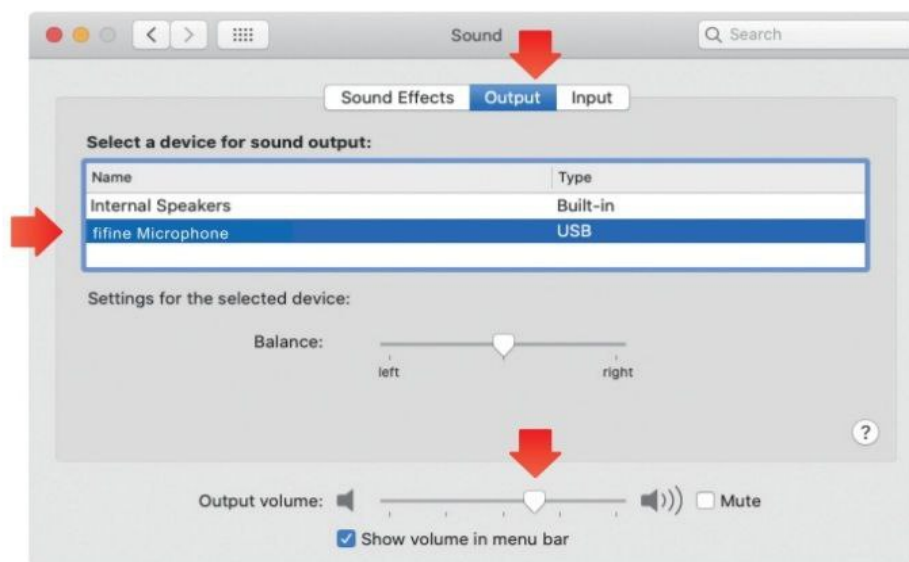 Sound
Search
Sound Effects Output Input
Select a device for sound output:
Name Type
Internal Speakers Built-in
fifine Microphone USB
Settings for the selected device:
Balance:
left right
?
Output volume: Mute
Show volume in menu bar